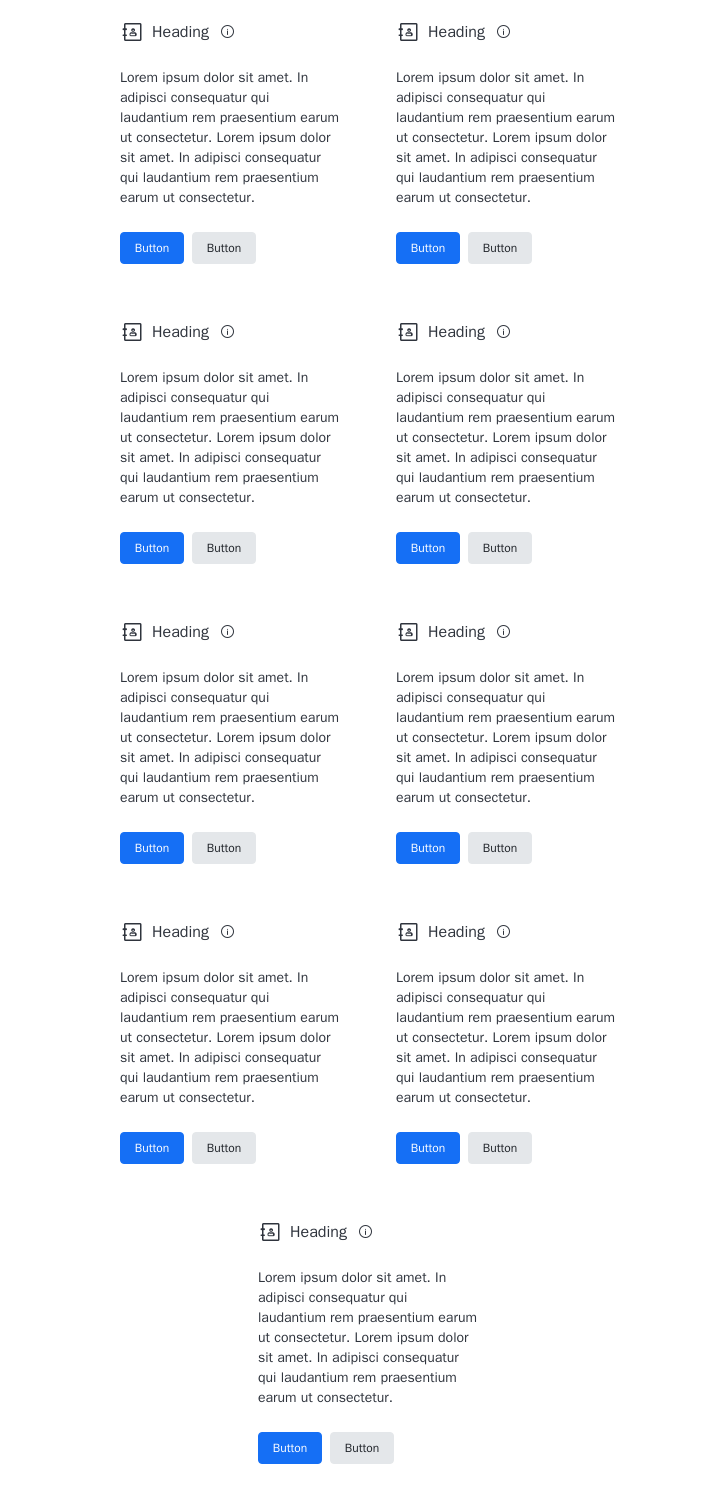 Heading
Lorem ipsum dolor sit amet. In
adipisci consequatur qui
laudantium rem praesentium earum
ut consectetur. Lorem ipsum dolor
sit amet. In adipisci consequatur
qui laudantium rem praesentium
earum ut consectetur.
Button Button
Heading
Lorem ipsum dolor sit amet. In
adipisci consequatur qui
laudantium rem praesentium earum
ut consectetur. Lorem ipsum dolor
sit amet. In adipisci consequatur
qui laudantium rem praesentium
earum ut consectetur.
Button Button
Heading
Lorem ipsum dolor sit amet. In
adipisci consequatur qui
laudantium rem praesentium earum
ut consectetur. Lorem ipsum dolor
sit amet. In adipisci consequatur
qui laudantium rem praesentium
earum ut consectetur.
Button Button
Heading
Lorem ipsum dolor sit amet. In
adipisci consequatur qui
laudantium rem praesentium earum
ut consectetur. Lorem ipsum dolor
sit amet. In adipisci consequatur
qui laudantium rem praesentium
earum ut consectetur.
Button Button
Heading
Lorem ipsum dolor sit amet. In
adipisci consequatur qui
laudantium rem praesentium earum
ut consectetur. Lorem ipsum dolor
sit amet. In adipisci consequatur
qui laudantium rem praesentium
earum ut consectetur.
Button Button
Heading
Lorem ipsum dolor sit amet. In
adipisci consequatur qui
laudantium rem praesentium earum
ut consectetur. Lorem ipsum dolor
sit amet. In adipisci consequatur
qui laudantium rem praesentium
earum ut consectetur.
Button Button
Heading
Lorem ipsum dolor sit amet. In
adipisci consequatur qui
laudantium rem praesentium earum
ut consectetur. Lorem ipsum dolor
sit amet. In adipisci consequatur
qui laudantium rem praesentium
earum ut consectetur.
Button Button
Heading
Lorem ipsum dolor sit amet. In
adipisci consequatur qui
laudantium rem praesentium earum
ut consectetur. Lorem ipsum dolor
sit amet. In adipisci consequatur
qui laudantium rem praesentium
earum ut consectetur.
Button Button
Heading
Lorem ipsum dolor sit amet. In
adipisci consequatur qui
laudantium rem praesentium earum
ut consectetur. Lorem ipsum dolor
sit amet. In adipisci consequatur
qui laudantium rem praesentium
earum ut consectetur.
Button Button